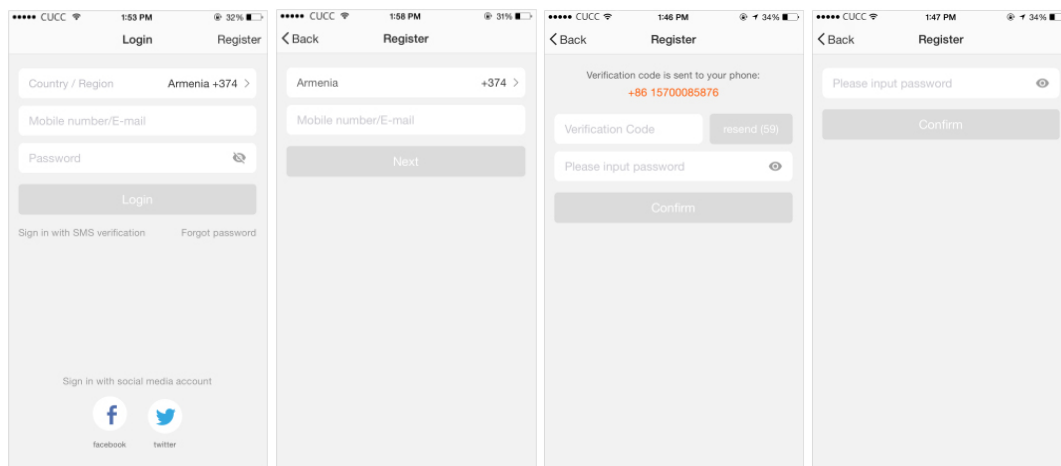 CUCC 1:53 PM 32%
Login Register
Country / Region Armenia +374 >
Mobile number/E-mail
Password
Login
Sign in with SMS verification Forgot password
Sign in with social media account
facebook twitter
CUCC 1:58 PM 31%
< Back Register
Armenia +374 >
Mobile number/E-mail
Next
CUCC 1:46 PM 34%
< Back Register
Verification code is sent to your phone:
+86 15700085876
Verification Code resend (59)
Please input password
Confirm
CUCC 1:47 PM 34%
< Back Register
Please input password
Confirm